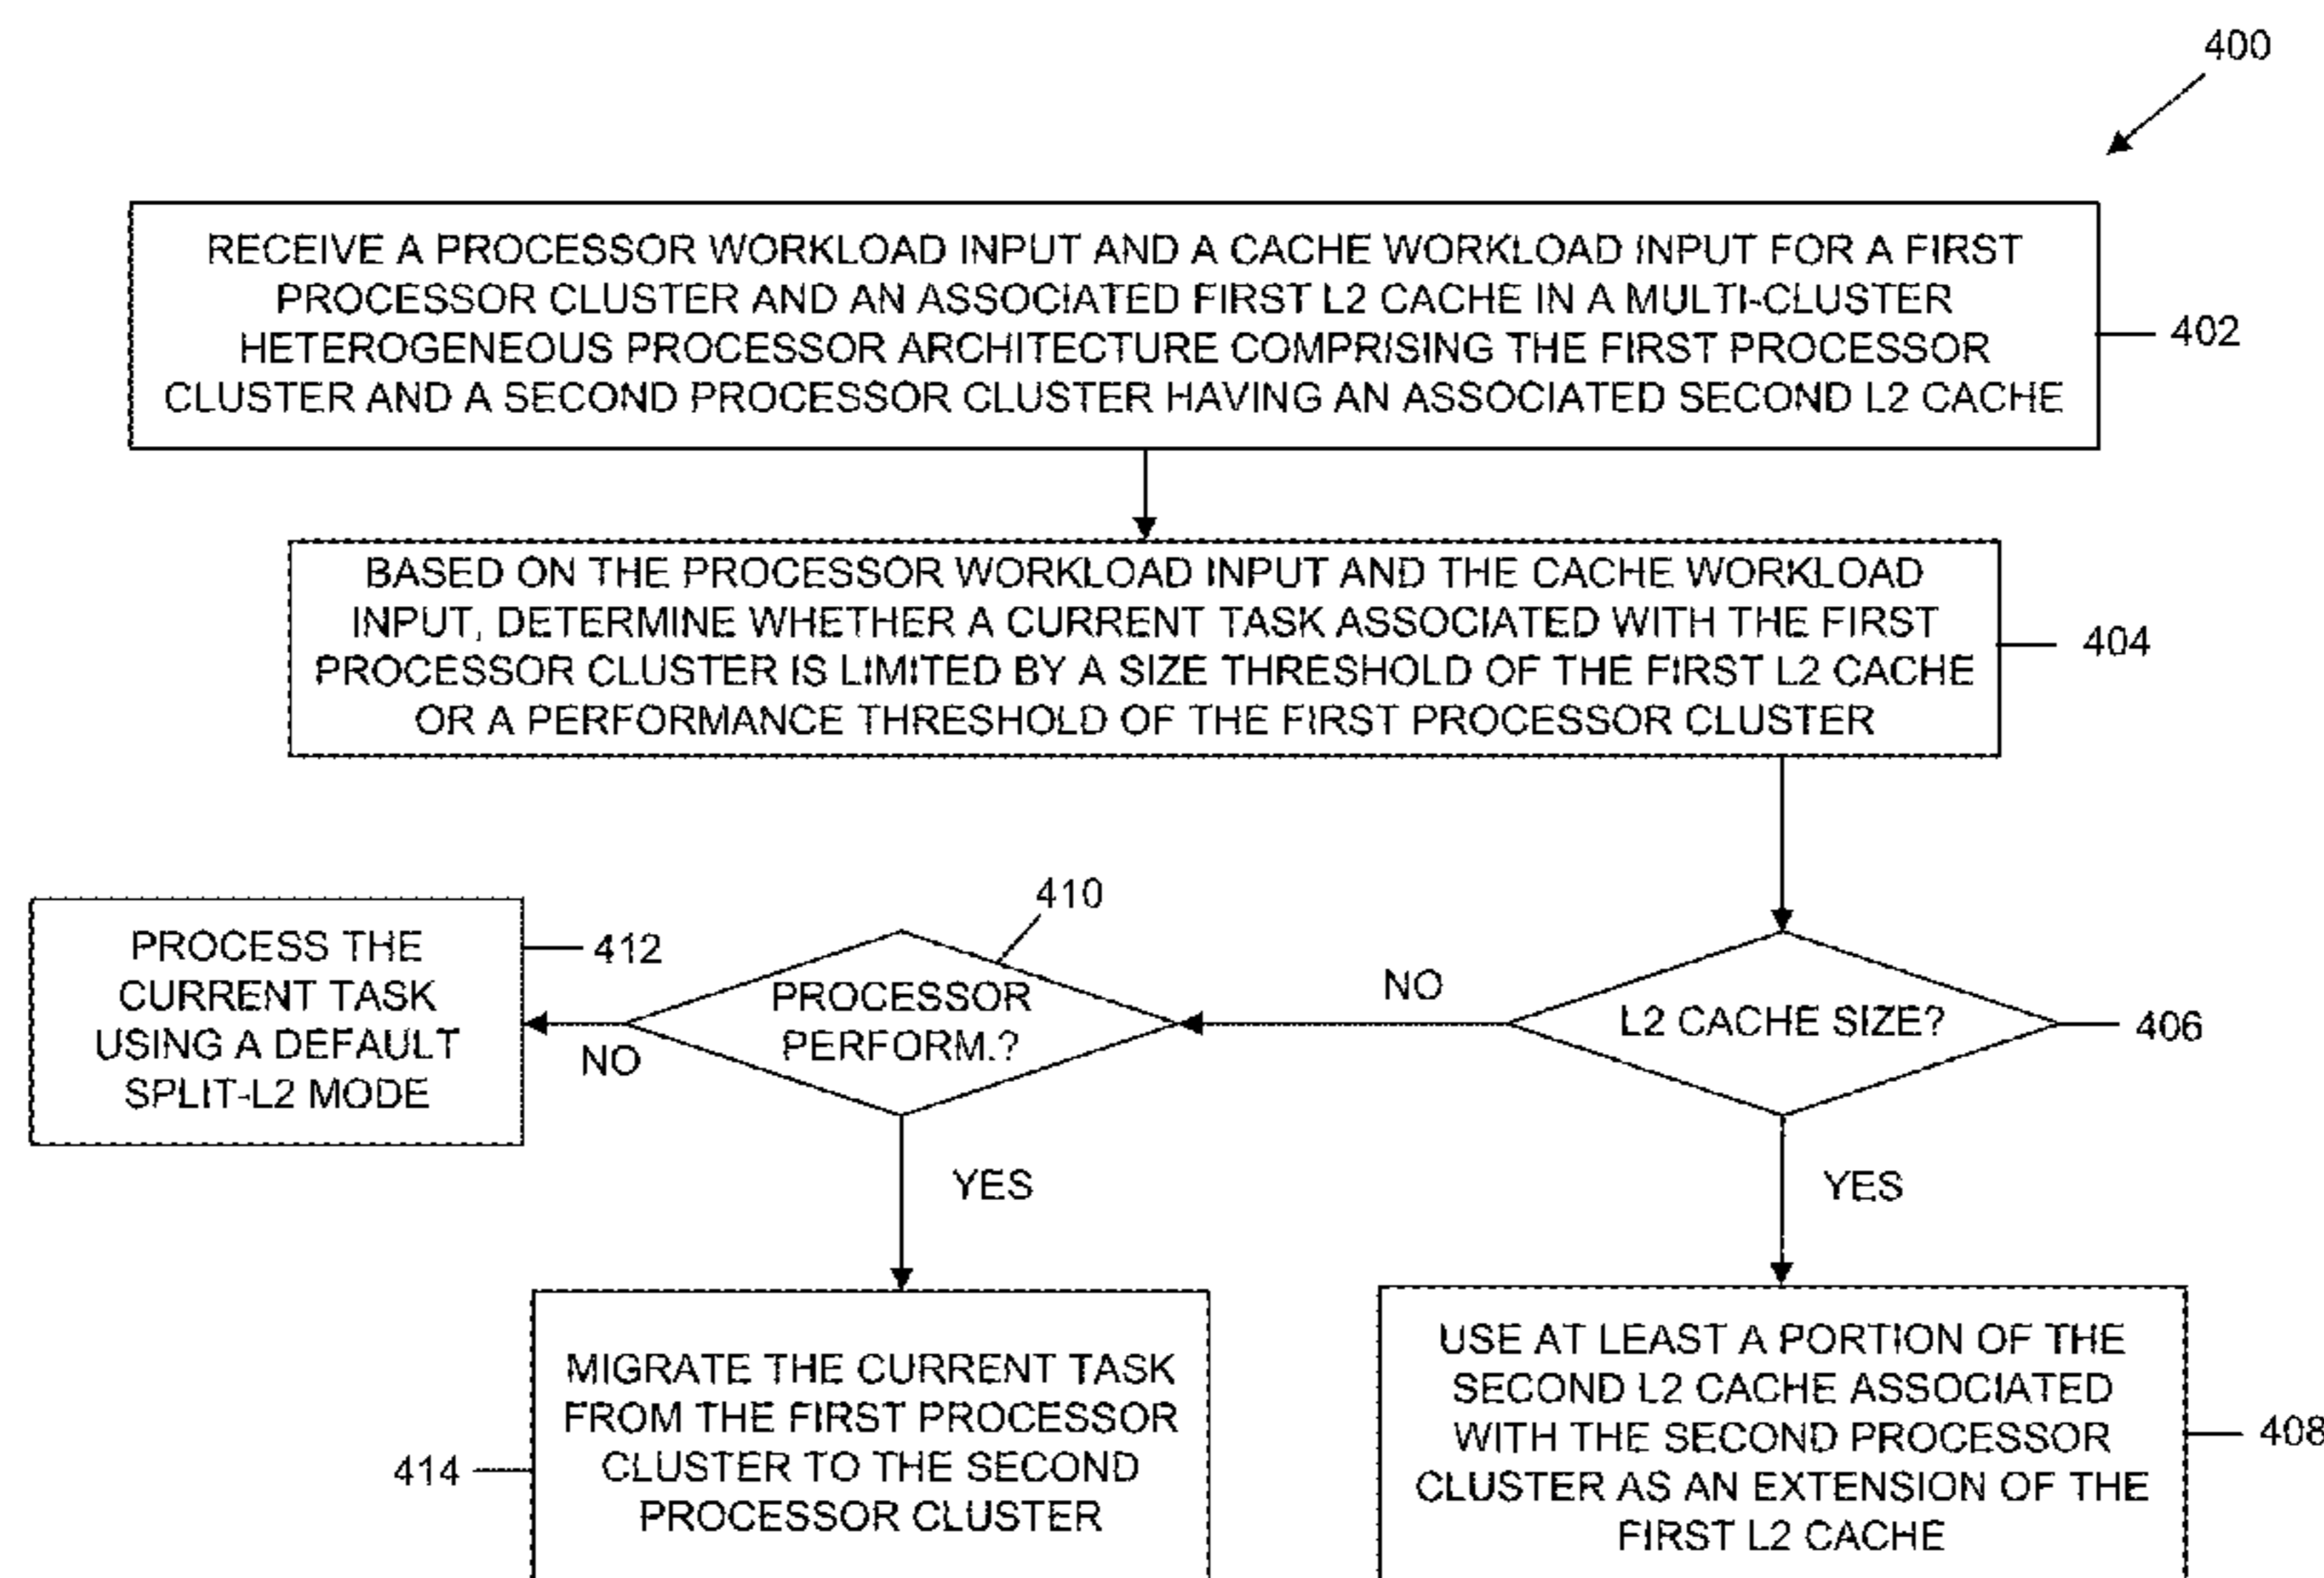 400
RECEIVE A PROCESSOR WORKLOAD INPUT AND A CACHE WORKLOAD INPUT FOR A FIRST
PROCESSOR CLUSTER AND AN ASSOCIATED FIRST L2 CACHE IN A MULTI-CLUSTER
HETEROGENEOUS PROCESSOR ARCHITECTURE COMPRISING THE FIRST PROCESSOR
CLUSTER AND A SECOND PROCESSOR CLUSTER HAVING AN ASSOCIATED SECOND L2 CACHE
402
BASED ON THE PROCESSOR WORKLOAD INPUT AND THE CACHE WORKLOAD
INPUT, DETERMINE WHETHER A CURRENT TASK ASSOCIATED WITH THE FIRST
PROCESSOR CLUSTER IS LIMITED BY A SIZE THRESHOLD OF THE FIRST L2 CACHE
OR A PERFORMANCE THRESHOLD OF THE FIRST PROCESSOR CLUSTER
404
L2 CACHE SIZE?
406
NO
YES
410
PROCESSOR
PERFORM.?
NO
YES
PROCESS THE
CURRENT TASK
USING A DEFAULT
SPLIT-L2 MODE
412
MIGRATE THE CURRENT TASK
FROM THE FIRST PROCESSOR
CLUSTER TO THE SECOND
PROCESSOR CLUSTER
414
USE AT LEAST A PORTION OF THE
SECOND L2 CACHE ASSOCIATED
WITH THE SECOND PROCESSOR
CLUSTER AS AN EXTENSION OF THE
FIRST L2 CACHE
408